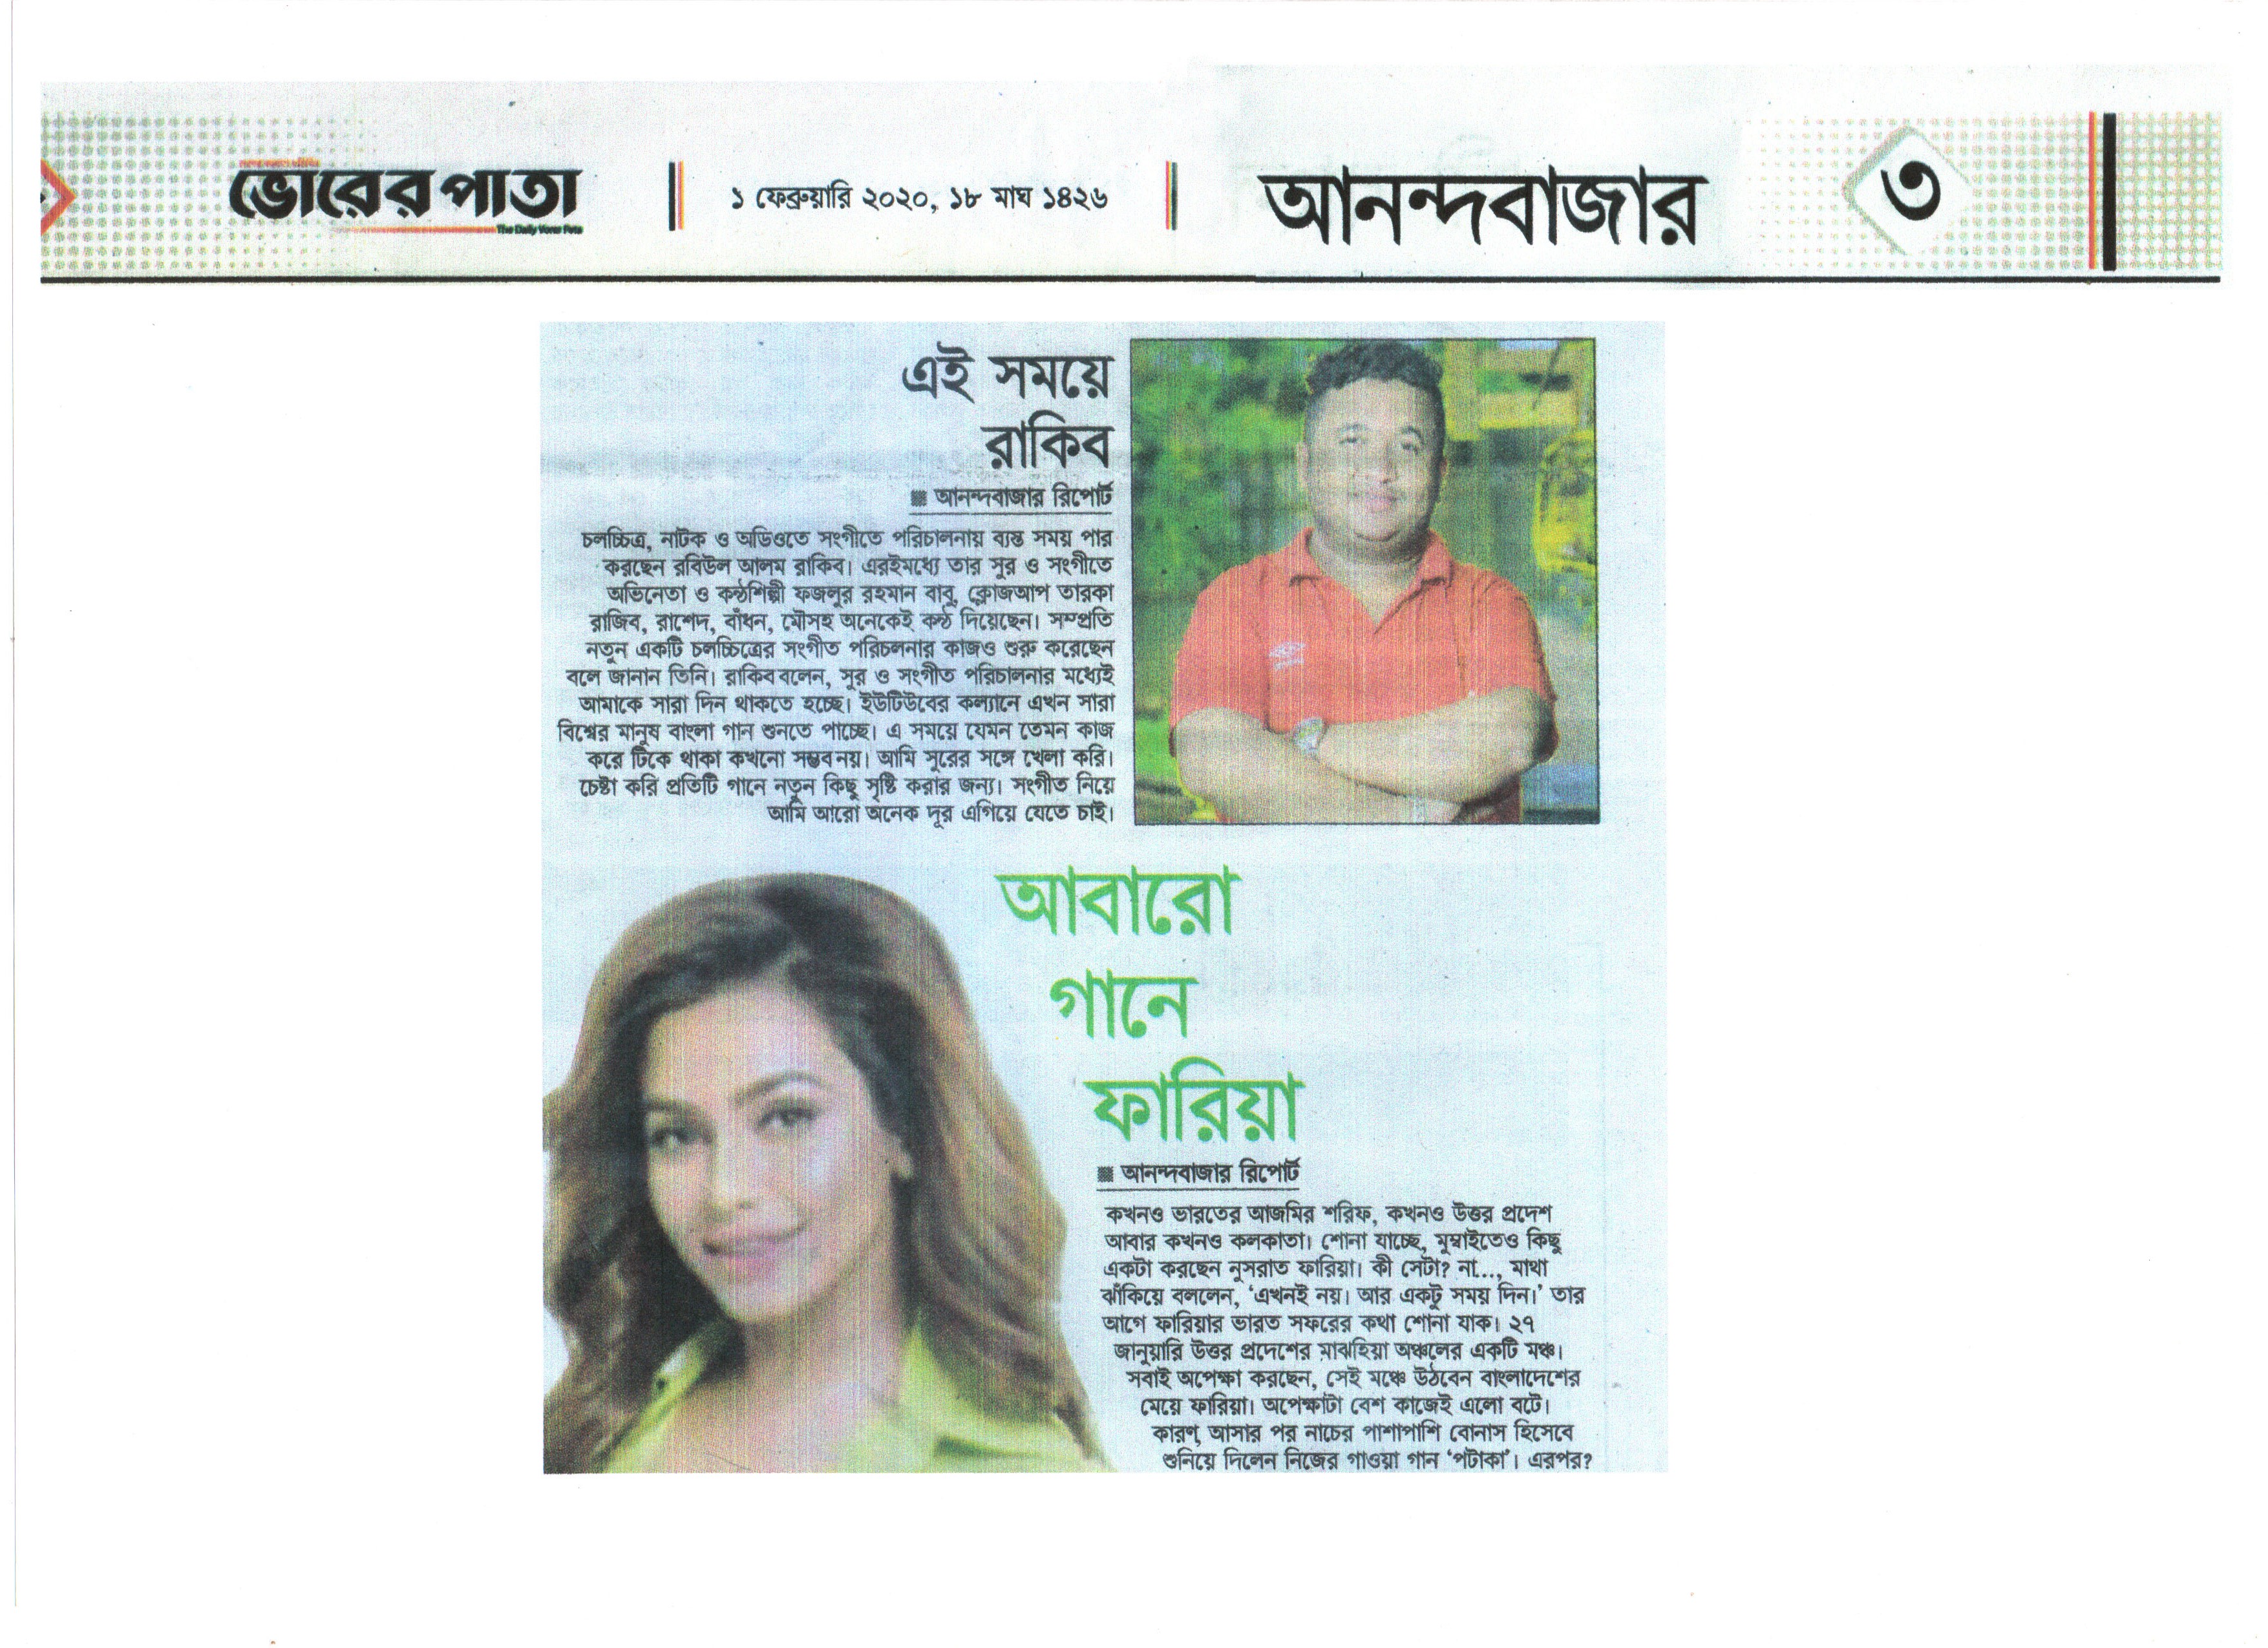 ভোরের পাতা
The Daily Vorer Pata
১ ফেব্রুয়ারি ২০২০, ১৮ মাঘ ১৪২৬
আনন্দবাজার
৩
এই সময়ে
রাকিব
আনন্দবাজার রিপোর্ট
চলচ্চিত্র, নাটক ও অডিওতে সংগীতে পরিচালনায় ব্যস্ত সময় পার
করছেন রবিউল আলম রাকিব। এরইমধ্যে তার সুর ও সংগীতে
অভিনেতা ও কন্ঠশিল্পী ফজলুর রহমান বাবু, ক্লোজআপ তারকা
রাজিব, রাশেদ, বাঁধন, মৌসহ অনেকেই কন্ঠ দিয়েছেন। সম্প্রতি
নতুন একটি চলচ্চিত্রের সংগীত পরিচলনার কাজও শুরু করেছেন
বলে জানান তিনি। রাকিব বলেন, সুর ও সংগীত পরিচালনার মধ্যেই
আমাকে সারা দিন থাকতে হচ্ছে। ইউটিউবের কল্যানে এখন সারা
বিশ্বের মানুষ বাংলা গান শুনতে পাচ্ছে। এ সময়ে যেমন তেমন কাজ
করে টিকে থাকা কখনো সম্ভব নয়। আমি সুরের সঙ্গে খেলা করি।
চেষ্টা করি প্রতিটি গানে নতুন কিছু সৃষ্টি করার জন্য। সংগীত নিয়ে
আমি আরো অনেক দূর এগিয়ে যেতে চাই।
আবারো
গানে
ফারিয়া
আনন্দবাজার রিপোর্ট
কখনও ভারতের আজমির শরিফ, কখনও উত্তর প্রদেশ
আবার কখনও কলকাতা। শোনা যাচ্ছে, মুম্বাইতেও কিছু
একটা করছেন নুসরাত ফারিয়া। কী সেটা? না..., মাথা
ঝাঁকিয়ে বললেন, ‘এখনই নয়। আর একটু সময় দিন।’ তার
আগে ফারিয়ার ভারত সফরের কথা শোনা যাক। ২৭
জানুয়ারি উত্তর প্রদেশের মাঝহিয়া অঞ্চলের একটি মঞ্চ।
সবাই অপেক্ষা করছেন, সেই মঞ্চে উঠবেন বাংলাদেশের
মেয়ে ফারিয়া। অপেক্ষাটা বেশ কাজেই এলো বটে।
কারণ, আসার পর নাচের পাশাপাশি বোনাস হিসেবে
শুনিয়ে দিলেন নিজের গাওয়া গান ‘পটাকা’। এরপর?